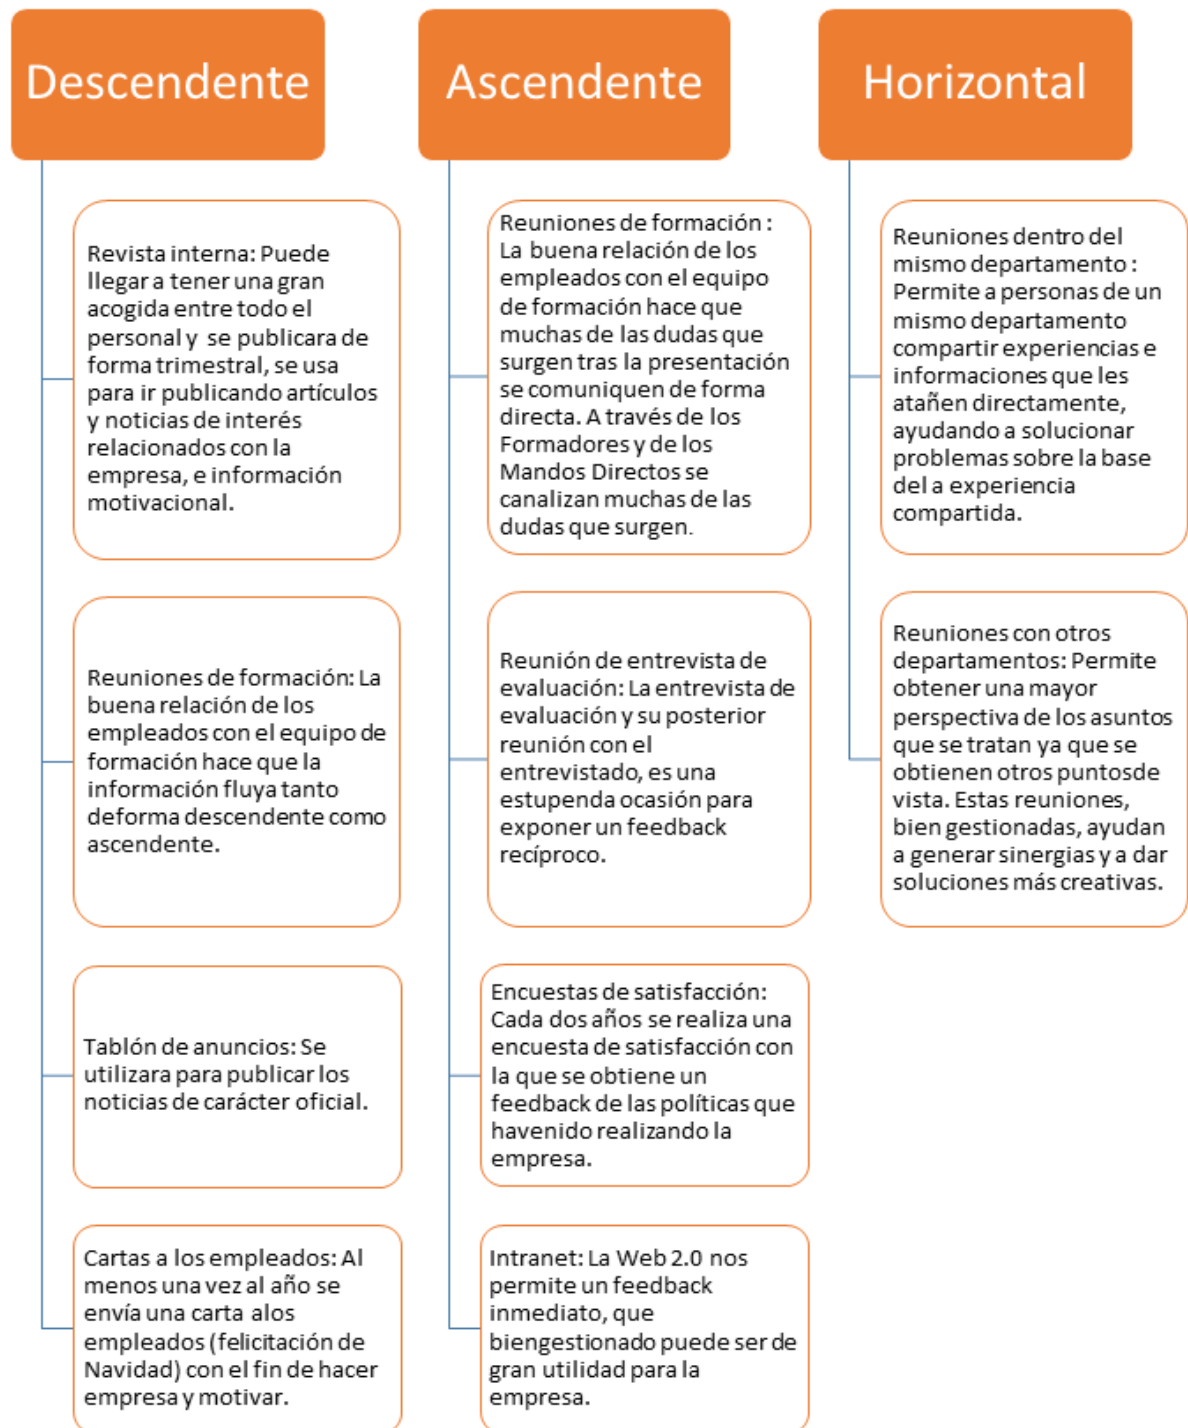 Descendente
Revista interna: Puede
llegar a tener una gran
acogida entre todo el
personal y se publicara de
forma trimestral, se usa
para ir publicando artículos
y noticias de interés
relacionados con la
empresa, e información
motivacional.
Reuniones de formación: La
buena relación de los
empleados con el equipo de
formación hace que la
información fluya tanto
deforma descendente como
ascendente.
Tablón de anuncios: Se
utilizara para publicar los
noticias de carácter oficial.
Cartas a los empleados: Al
menos una vez al año se
envía una carta alos
empleados (felicitación de
Navidad) con el fin de hacer
empresa y motivar.
Ascendente
Reuniones de formación :
La buena relación de los
empleados con el equipo
de formación hace que
muchas de las dudas que
surgen tras la presentación
se comuniquen de forma
directa. A través de los
Formadores y de los
Mandos Directos se
canalizan muchas de las
dudas que surgen.
Reunión de entrevista de
evaluación: La entrevista de
evaluación y su posterior
reunión con el
entrevistado, es una
estupenda ocasión para
exponer un feedback
recíproco.
Encuestas de satisfacción:
Cada dos años se realiza una
encuesta de satisfacción con
la que se obtiene un
feedback de las políticas que
havenido realizando la
empresa.
Intranet: La Web 2.0 nos
permite un feedback
inmediato, que
biengestionado puede ser de
gran utilidad para la
empresa.
Horizontal
Reuniones dentro del
mismo departamento :
Permite a personas de un
mismo departamento
compartir experiencias e
informaciones que les
atañen directamente,
ayudando a solucionar
problemas sobre la base
del a experiencia
compartida.
Reuniones con otros
departamentos: Permite
obtener una mayor
perspectiva de los asuntos
que se tratan ya que se
obtienen otros puntosde
vista. Estas reuniones,
bien gestionadas, ayudan
a generar sinergias y a dar
soluciones más creativas.